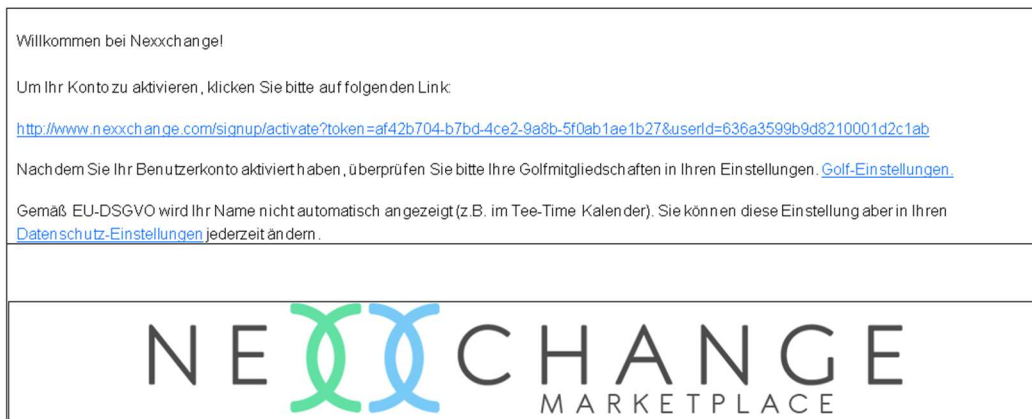 Willkommen bei Nexxchange!
Um Ihr Konto zu aktivieren, klicken Sie bitte auf folgenden Link:
http://www.nexxchange.com/signup/activate?token=af42b704-b7bd-4ce2-9a8b-5f0ab1ae1b27&userId=636a3599b9d8210001d2c1ab
Nachdem Sie Ihr Benutzerkonto aktiviert haben, überprüfen Sie bitte Ihre Golfmitgliedschaften in Ihren Einstellungen. Golf-Einstellungen.
Gemäß EU-DSGVO wird Ihr Name nicht automatisch angezeigt (z.B. im Tee-Time Kalender). Sie können diese Einstellung aber in Ihren
Datenschutz-Einstellungen jederzeit ändern.
NEXXCHANGE
MARKETPLACE